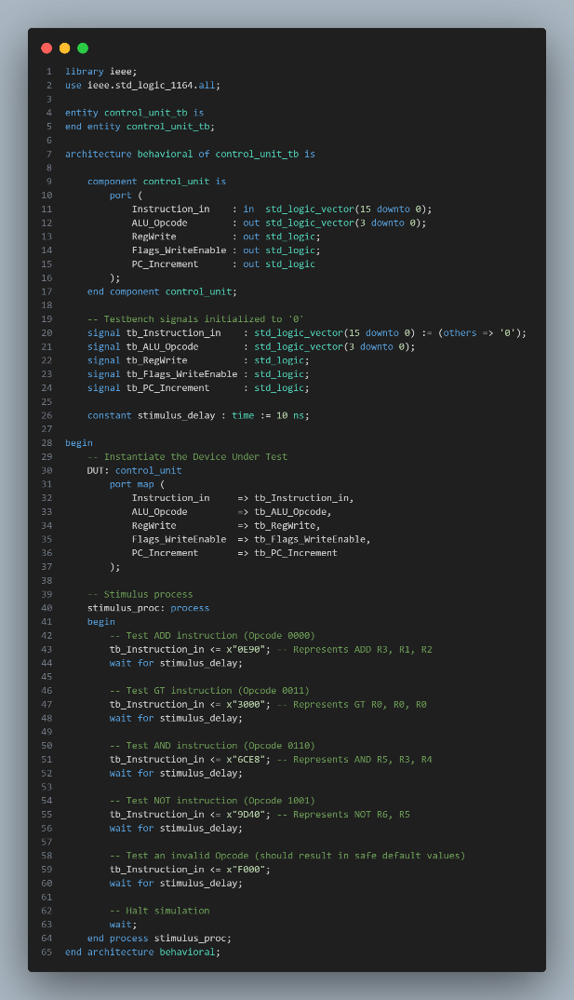 1 library ieee;
2 use ieee.std_logic_1164.all;
3
4 entity control_unit_tb is
5 end entity control_unit_tb;
6
7 architecture behavioral of control_unit_tb is
8
9     component control_unit is
10         port (
11             Instruction_in    : in  std_logic_vector(15 downto 0);
12             ALU_Opcode        : out std_logic_vector(3 downto 0);
13             RegWrite          : out std_logic;
14             Flags_WriteEnable : out std_logic;
15             PC_Increment      : out std_logic
16         );
17     end component control_unit;
18
19     -- Testbench signals initialized to '0'
20     signal tb_Instruction_in    : std_logic_vector(15 downto 0) := (others => '0');
21     signal tb_ALU_Opcode        : std_logic_vector(3 downto 0);
22     signal tb_RegWrite          : std_logic;
23     signal tb_Flags_WriteEnable : std_logic;
24     signal tb_PC_Increment      : std_logic;
25
26     constant stimulus_delay : time := 10 ns;
27
28 begin
29     -- Instantiate the Device Under Test
30     DUT: control_unit
31         port map (
32             Instruction_in     => tb_Instruction_in,
33             ALU_Opcode         => tb_ALU_Opcode,
34             RegWrite           => tb_RegWrite,
35             Flags_WriteEnable  => tb_Flags_WriteEnable,
36             PC_Increment       => tb_PC_Increment
37         );
38
39     -- Stimulus process
40     stimulus_proc: process
41     begin
42         -- Test ADD instruction (Opcode 0000)
43         tb_Instruction_in <= x"0E90"; -- Represents ADD R3, R1, R2
44         wait for stimulus_delay;
45
46         -- Test GT instruction (Opcode 0011)
47         tb_Instruction_in <= x"3000"; -- Represents GT R0, R0, R0
48         wait for stimulus_delay;
49
50         -- Test AND instruction (Opcode 0110)
51         tb_Instruction_in <= x"6CE8"; -- Represents AND R5, R3, R4
52         wait for stimulus_delay;
53
54         -- Test NOT instruction (Opcode 1001)
55         tb_Instruction_in <= x"9D40"; -- Represents NOT R6, R5
56         wait for stimulus_delay;
57
58         -- Test an invalid Opcode (should result in safe default values)
59         tb_Instruction_in <= x"F000";
60         wait for stimulus_delay;
61
62         -- Halt simulation
63         wait;
64     end process stimulus_proc;
65 end architecture behavioral;